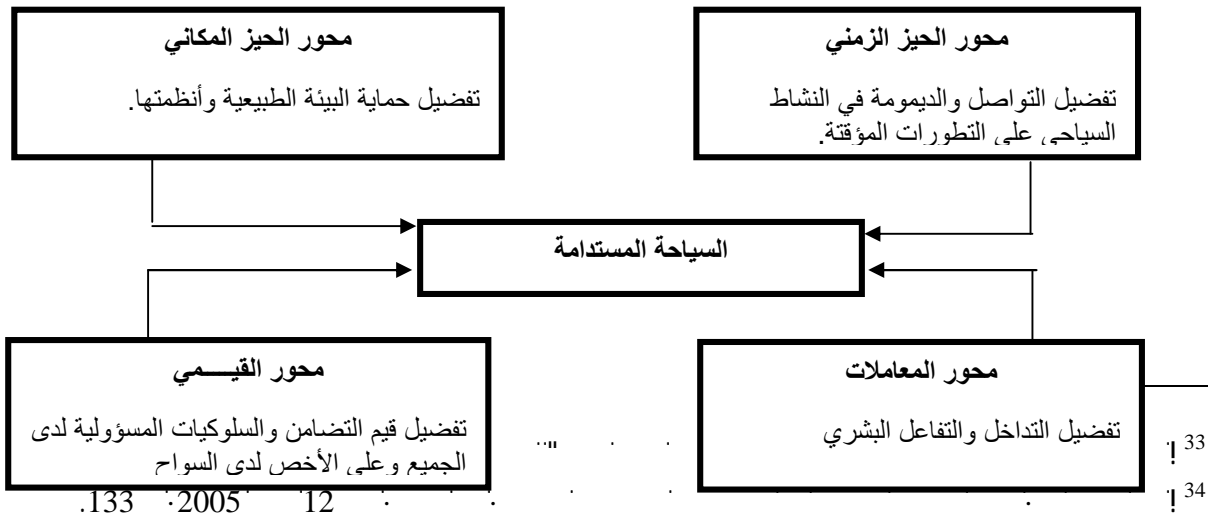 محور الحيز الزمني
تفضيل التواصل والديمومة في النشاط
السياحي على التطورات المؤقتة.
محور الحيز المكاني
تفضيل حماية البيئة الطبيعية وأنظمتها.
السياحة المستدامة
محور المعاملات
تفضيل التداخل والتفاعل البشري
محور القيـــمي
تفضيل قيم التضامن والسلوكيات المسؤولية لدى
الجميع وعلى الأخص لدى السواح
33
34 12 2005 133.